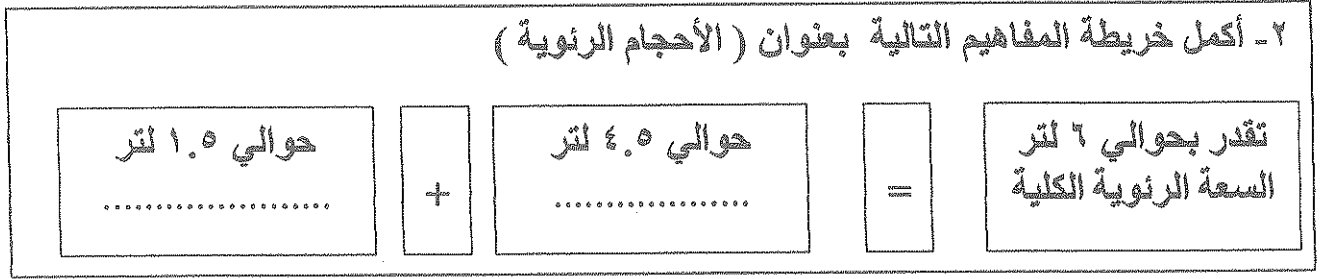 ٢- أكمل خريطة المفاهيم التالية بعنوان ( الأحجام الرئوية )
تقدر بحوالي ٦ لتر
السعة الرئوية الكلية
=
حوالي ٤.٥ لتر
..................
+
حوالي ١.٥ لتر
.....................